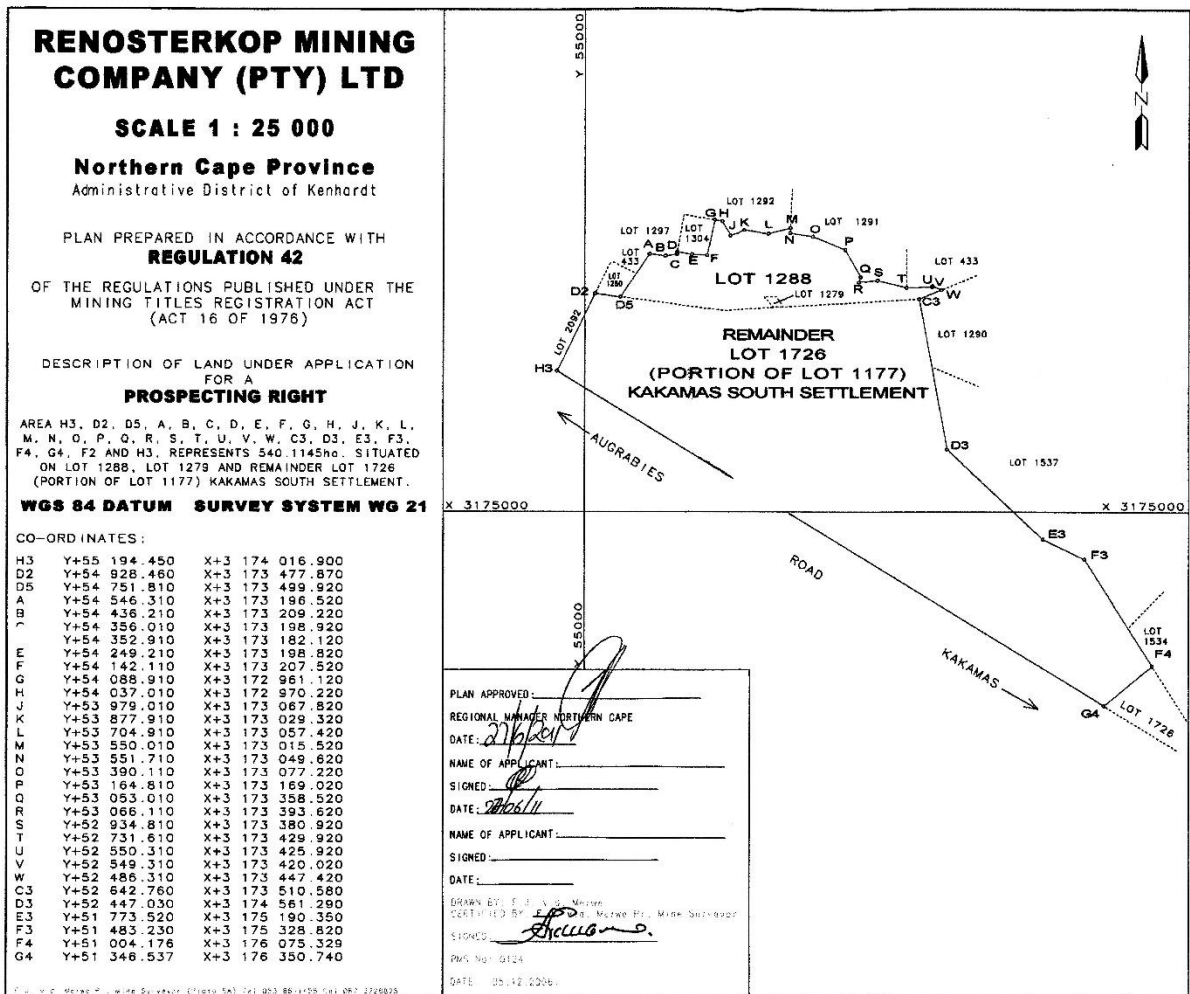 RENOSTERKOP MINING
COMPANY (PTY) LTD
SCALE 1 : 25 000
Northern Cape Province
Administrative District of Kenhardt
PLAN PREPARED IN ACCORDANCE WITH
REGULATION 42
OF THE REGULATIONS PUBLISHED UNDER THE
MINING TITLES REGISTRATION ACT
(ACT 16 OF 1976)
DESCRIPTION OF LAND UNDER APPLICATION
FOR A
PROSPECTING RIGHT
AREA H3, D2, D5, A, B, C, D, E, F, G, H, J, K, L,
M, N, O, P, Q, R, S, T, U, V, W, C3, D3, E3, F3,
F4, G4, F2 AND H3, REPRESENTS 540.1145ha. SITUATED
ON LOT 1288, LOT 1279 AND REMAINDER LOT 1726
(PORTION OF LOT 1177) KAKAMAS SOUTH SETTLEMENT.
WGS 84 DATUM SURVEY SYSTEM WG 21
CO-ORDINATES:
H3 Y+55 194.450 X+3 174 016.900
D2 Y+54 928.460 X+3 173 477.870
D5 Y+54 751.810 X+3 173 499.920
A Y+54 546.310 X+3 173 196.520
B Y+54 436.210 X+3 173 209.220
Y+54 356.010 X+3 173 198.920
Y+54 352.910 X+3 173 182.120
E Y+54 249.210 X+3 173 198.820
F Y+54 142.110 X+3 173 207.520
G Y+54 088.910 X+3 172 961.120
H Y+54 037.010 X+3 172 970.220
J Y+53 979.010 X+3 173 067.820
K Y+53 877.910 X+3 173 029.320
L Y+53 704.910 X+3 173 057.420
M Y+53 550.010 X+3 173 015.520
N Y+53 551.710 X+3 173 049.620
O Y+53 390.110 X+3 173 077.220
P Y+53 164.810 X+3 173 169.020
Q Y+53 053.010 X+3 173 358.520
R Y+53 066.110 X+3 173 393.620
S Y+52 934.810 X+3 173 380.920
T Y+52 731.610 X+3 173 429.920
U Y+52 550.310 X+3 173 425.920
V Y+52 549.310 X+3 173 420.020
W Y+52 486.310 X+3 173 447.420
C3 Y+52 642.760 X+3 173 510.580
D3 Y+52 447.030 X+3 174 561.290
E3 Y+51 773.520 X+3 175 190.350
F3 Y+51 483.230 X+3 175 328.820
F4 Y+51 004.176 X+3 176 075.329
G4 Y+51 346.537 X+3 176 350.740
Y 55000
N
LOT 1292
G H
M
LOT 1291
LOT 1297
LOT 1304
J K L N O
P
A B D
C E F
LOT 433
LOT 1280
LOT 1288
Q S
R
T U V
LOT 433
W
D2
D5
LOT 1279
C3
LOT 2092
REMAINDER
LOT 1726
(PORTION OF LOT 1177)
KAKAMAS SOUTH SETTLEMENT
LOT 1290
H3
AUGRABIES
D3
LOT 1537
X 3175000
X 3175000
E3
F3
ROAD
Y 55000
LOT 1534
F4
KAKAMAS
G4
LOT 1726
PLAN APPROVED:
REGIONAL MANAGER NORTHERN CAPE
DATE: 27/6/2011
NAME OF APPLICANT:
SIGNED:
DATE: 06/11
NAME OF APPLICANT:
SIGNED:
DATE:
DRAWN BY: Merwe
CERTIFIED BY: Merwe Pr. Mine Surveyor
SIGNED:
PMS No: 0124
DATE: 05.12.2006.